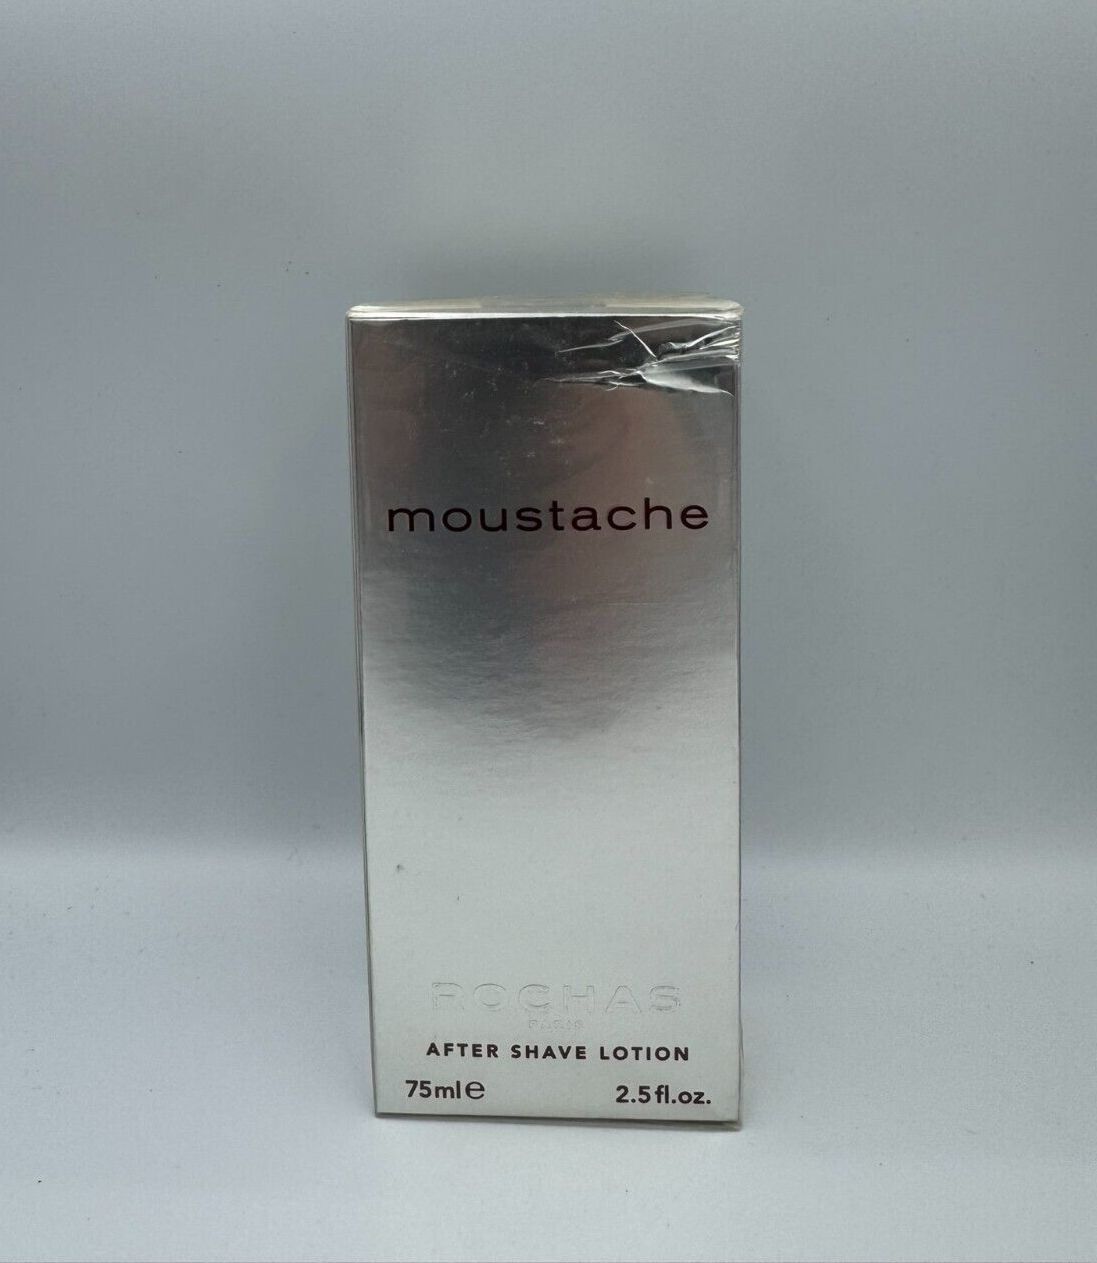 moustache
ROCHAS
PARIS
AFTER SHAVE LOTION
75ml℮ 2.5fl.oz.